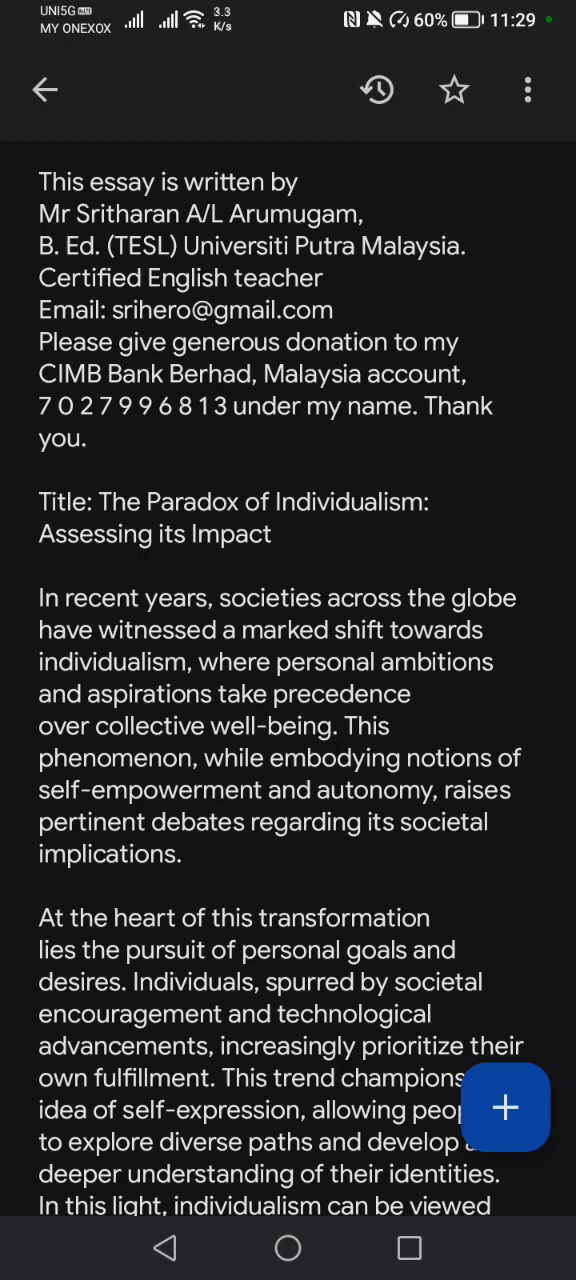 UNI5G
MY ONEXOX
3.3
K/s
60%
11:29
This essay is written by
Mr Sritharan A/L Arumugam,
B. Ed. (TESL) Universiti Putra Malaysia.
Certified English teacher
Email: srihero@gmail.com
Please give generous donation to my
CIMB Bank Berhad, Malaysia account,
7 0 2 7 9 9 6 8 1 3 under my name. Thank
you.
Title: The Paradox of Individualism:
Assessing its Impact
In recent years, societies across the globe
have witnessed a marked shift towards
individualism, where personal ambitions
and aspirations take precedence
over collective well-being. This
phenomenon, while embodying notions of
self-empowerment and autonomy, raises
pertinent debates regarding its societal
implications.
At the heart of this transformation
lies the pursuit of personal goals and
desires. Individuals, spurred by societal
encouragement and technological
advancements, increasingly prioritize their
own fulfillment. This trend champions
idea of self-expression, allowing peop
to explore diverse paths and develop a
deeper understanding of their identities.
In this light, individualism can be viewed